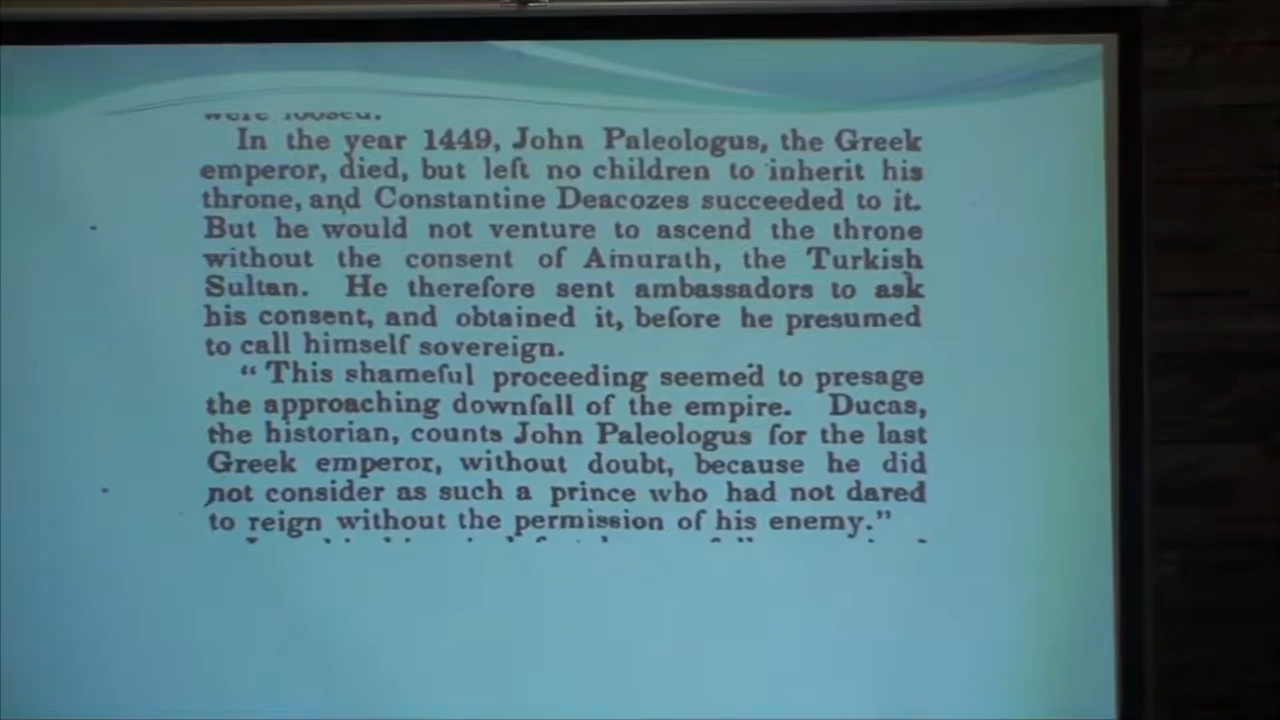 In the year 1449, John Paleologus, the Greek
emperor, died, but left no children to inherit his
throne, and Constantine Deacozes succeeded to it.
But he would not venture to ascend the throne
without the consent of Amurath, the Turkish
Sultan. He therefore sent ambassadors to ask
his consent, and obtained it, before he presumed
to call himself sovereign.
“This shameful proceeding seemed to presage
the approaching downfall of the empire. Ducas,
the historian, counts John Paleologus for the last
Greek emperor, without doubt, because he did
not consider as such a prince who had not dared
to reign without the permission of his enemy.”